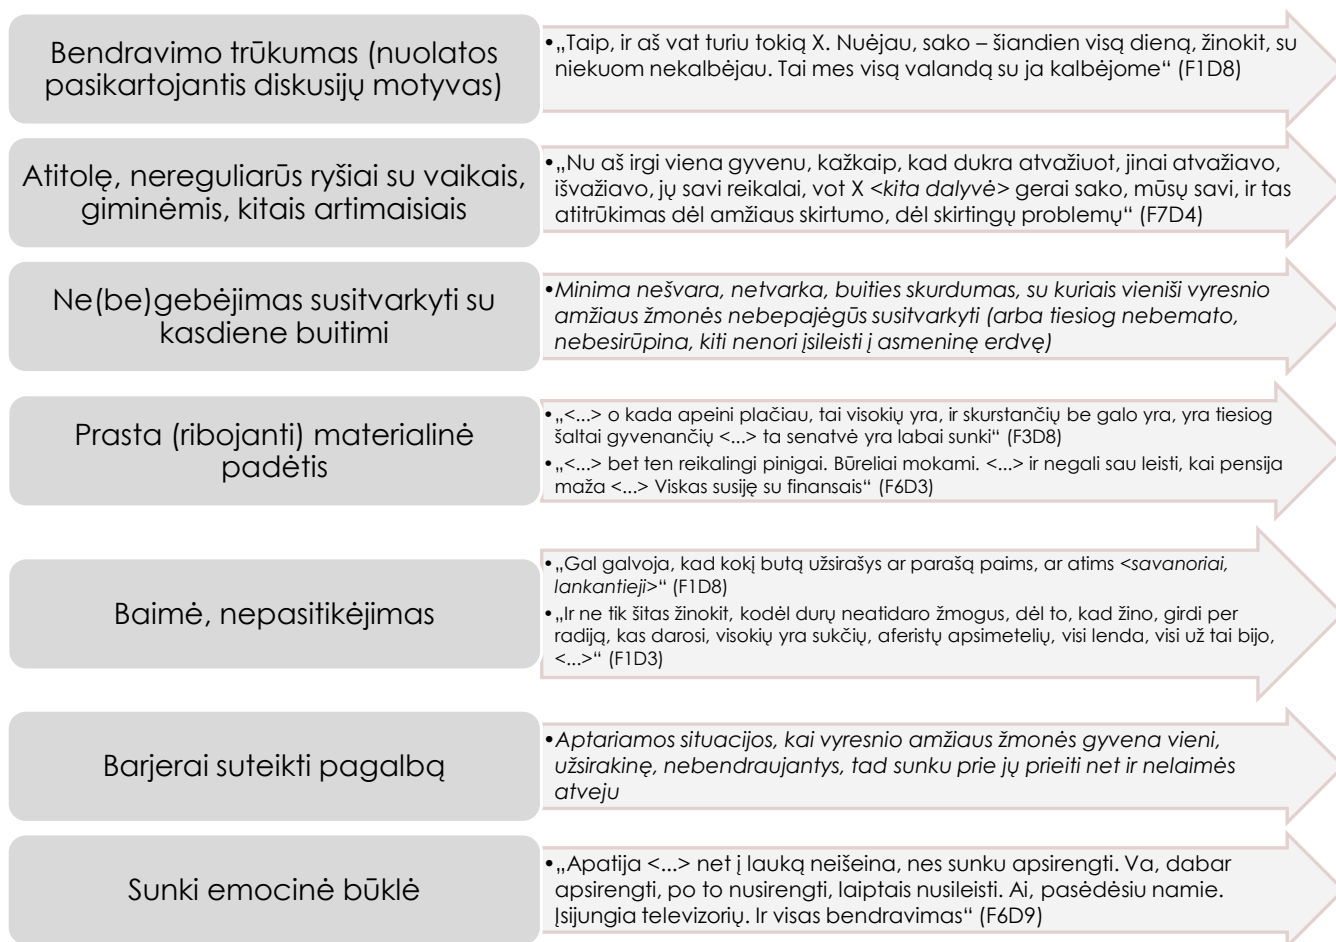 Bendravimo trūkumas (nuolatos
pasikartojantis diskusijų motyvas)
•„Taip, ir aš vat turiu tokią X. Nuėjau, sako – šiandien visą dieną, žinokit, su
niekuom nekalbėjau. Tai mes visą valandą su ja kalbėjome“ (F1D8)
Atitolę, nereguliarūs ryšiai su vaikais,
giminėmis, kitais artimaisiais
•„Nu aš irgi viena gyvenu, kažkaip, kad dukra atvažiuot, jinai atvažiavo,
išvažiavo, jų savi reikalai, vot X <kita dalyvė> gerai sako, mūsų savi, ir tas
atitrūkimas dėl amžiaus skirtumo, dėl skirtingų problemų“ (F7D4)
Ne(be)gebėjimas susitvarkyti su
kasdiene buitimi
•Minima nešvara, netvarka, buities skurdumas, su kuriais vieniši vyresnio
amžiaus žmonės nebepajėgūs susitvarkyti (arba tiesiog nebemato,
nebesirūpina, kiti nenori įsileisti į asmeninę erdvę)
Prasta (ribojanti) materialinė
padėtis
•„<...> o kada apeini plačiau, tai visokių yra, ir skurstančių be galo yra, yra tiesiog
šaltai gyvenančių <...> ta senatvė yra labai sunki“ (F3D8)
•„<...> bet ten reikalingi pinigai. Būreliai mokami. <...> ir negali sau leisti, kai pensija
maža <...> Viskas susiję su finansais“ (F6D3)
Baimė, nepasitikėjimas
•„Gal galvoja, kad kokį butą užsirašys ar parašą paims, ar atims <savanoriai,
lankantieji>“ (F1D8)
•„Ir ne tik šitas žinokit, kodėl durų neatidaro žmogus, dėl to, kad žino, girdi per
radiją, kas darosi, visokių yra sukčių, aferistų apsimetelių, visi lenda, visi už tai bijo,
<...>“ (F1D3)
Barjerai suteikti pagalbą
•Aptariamos situacijos, kai vyresnio amžiaus žmonės gyvena vieni,
užsirakinę, nebendraujantys, tad sunku prie jų prieiti net ir nelaimės
atveju
Sunki emocinė būklė
•„Apatija <...> net į lauką neišeina, nes sunku apsirengti. Va, dabar
apsirengti, po to nusirengti, laiptais nusileisti. Ai, pasėdėsiu namie.
Įsijungia televizorių. Ir visas bendravimas“ (F6D9)